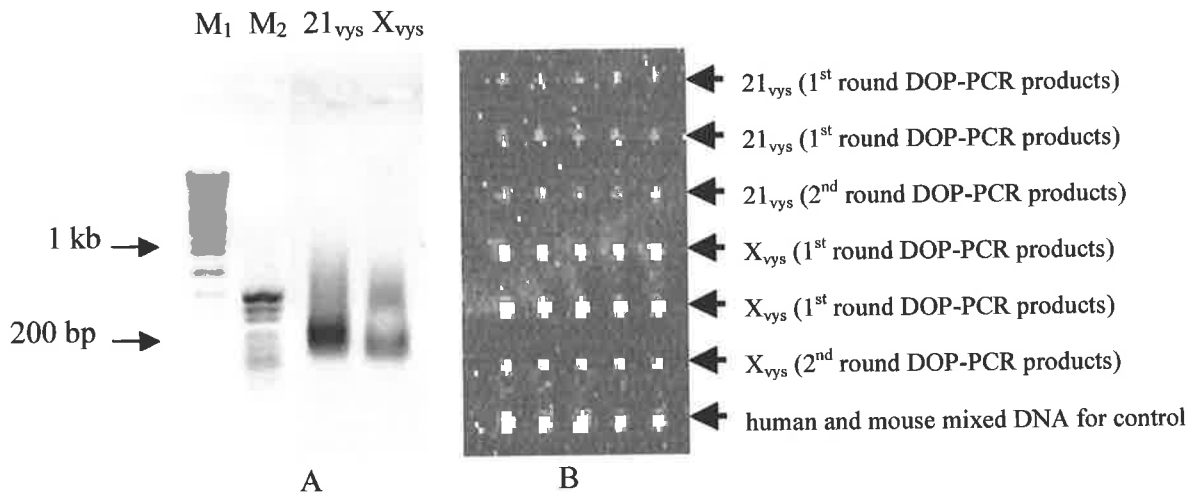 M₁ M₂ 21vys Xvys
1 kb
200 bp
21vys (1st round DOP-PCR products)
21vys (1st round DOP-PCR products)
21vys (2nd round DOP-PCR products)
Xvys (1st round DOP-PCR products)
Xvys (1st round DOP-PCR products)
Xvys (2nd round DOP-PCR products)
human and mouse mixed DNA for control
A
B